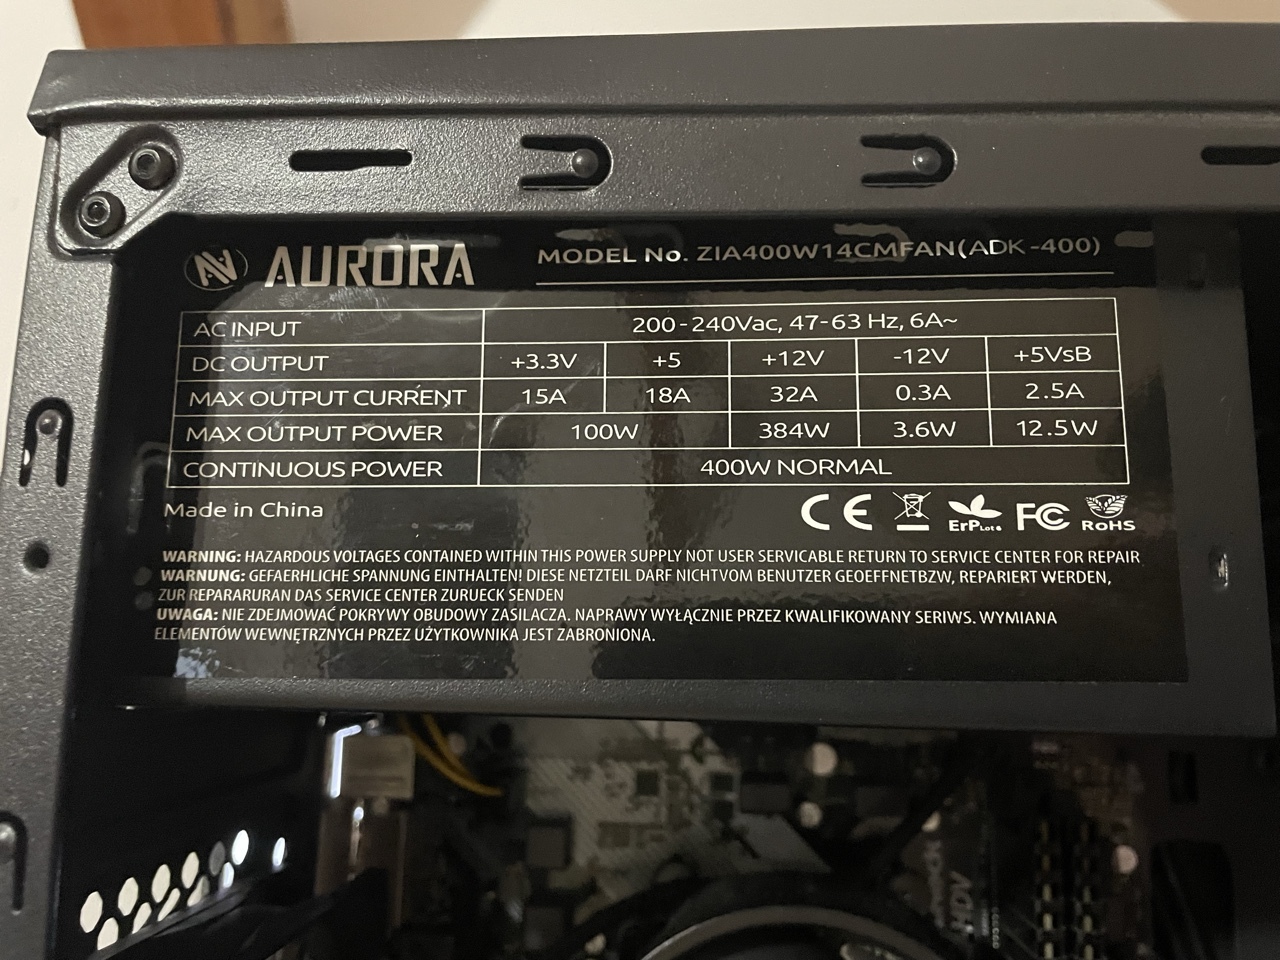 AURORA MODEL No. ZIA400W14CMFAN(ADK-400)
AC INPUT 200-240Vac, 47-63 Hz, 6A~
DC OUTPUT +3.3V +5 +12V -12V +5VsB
MAX OUTPUT CURRENT 15A 18A 32A 0.3A 2.5A
MAX OUTPUT POWER 100W 384W 3.6W 12.5W
CONTINUOUS POWER 400W NORMAL
Made in China CE ErP Lot 6 FC RoHS
WARNING: HAZARDOUS VOLTAGES CONTAINED WITHIN THIS POWER SUPPLY NOT USER SERVICABLE RETURN TO SERVICE CENTER FOR REPAIR
WARNUNG: GEFAERHLICHE SPANNUNG EINTHALTEN! DIESE NETZTEIL DARF NICHTVOM BENUTZER GEOEFFNETBZW, REPARIERT WERDEN,
ZUR REPARARURAN DAS SERVICE CENTER ZURUECK SENDEN
UWAGA: NIE ZDEJMOWAĆ POKRYWY OBUDOWY ZASILACZA. NAPRAWY WYŁĄCZNIE PRZEZ KWALIFIKOWANY SERIWS. WYMIANA
ELEMENTÓW WEWNĘTRZNYCH PRZEZ UŻYTKOWNIKA JEST ZABRONIONA.
HDV